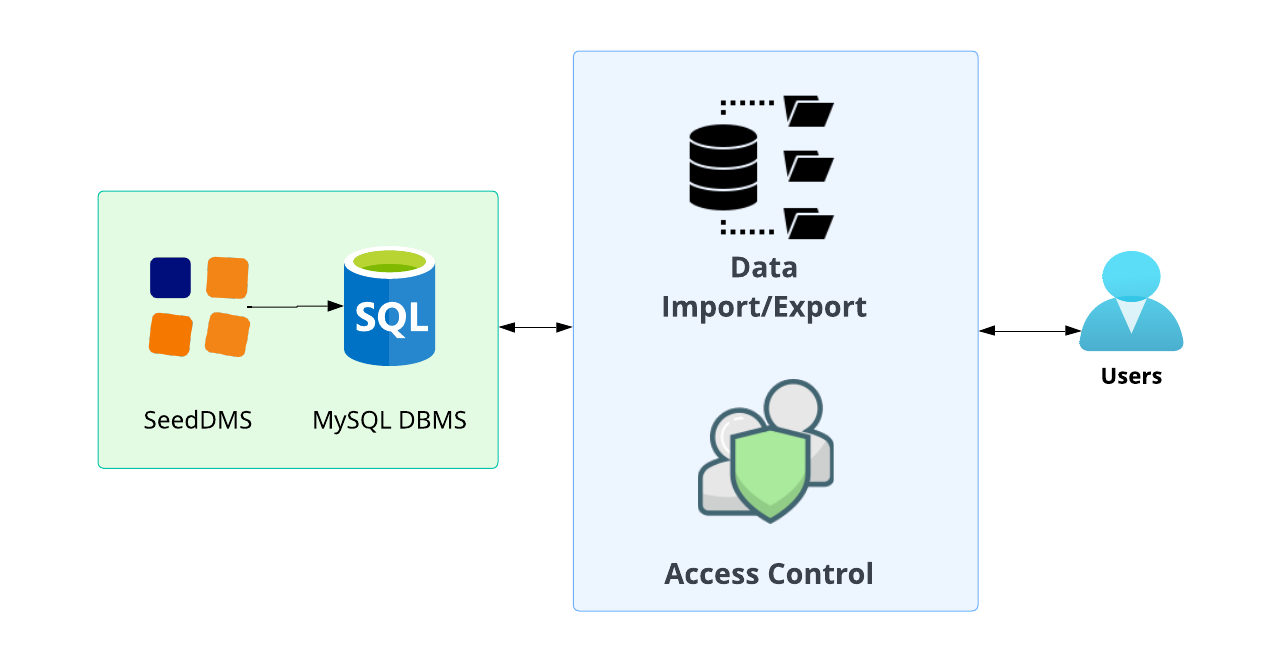 SQL
SeedDMS
MySQL DBMS
Data
Import/Export
Access Control
Users